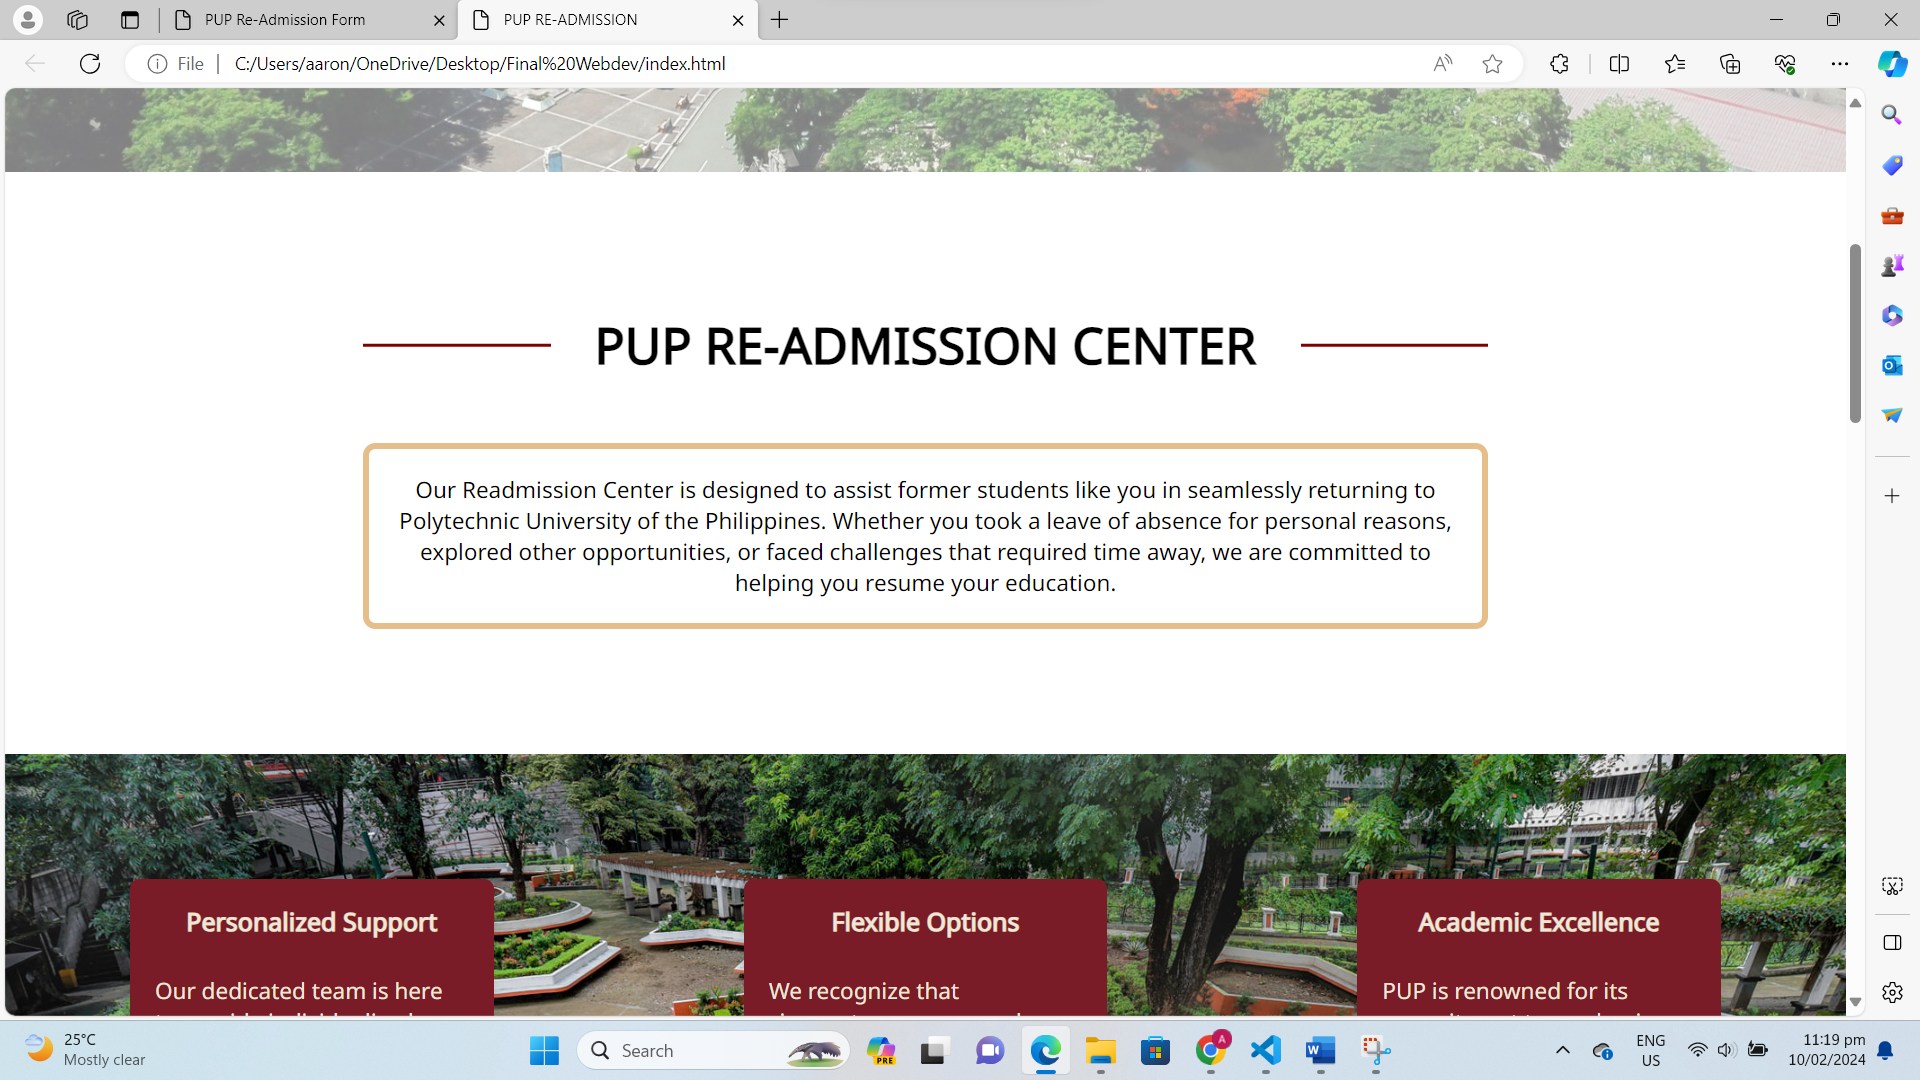 PUP Re-Admission Form
PUP RE-ADMISSION
File
C:/Users/aaron/OneDrive/Desktop/Final%20Webdev/index.html
PUP RE-ADMISSION CENTER
Our Readmission Center is designed to assist former students like you in seamlessly returning to
Polytechnic University of the Philippines. Whether you took a leave of absence for personal reasons,
explored other opportunities, or faced challenges that required time away, we are committed to
helping you resume your education.
Personalized Support
Our dedicated team is here
Flexible Options
We recognize that
Academic Excellence
PUP is renowned for its
25°C
Mostly clear
Search
PRE
A
ENG
US
11:19 pm
10/02/2024